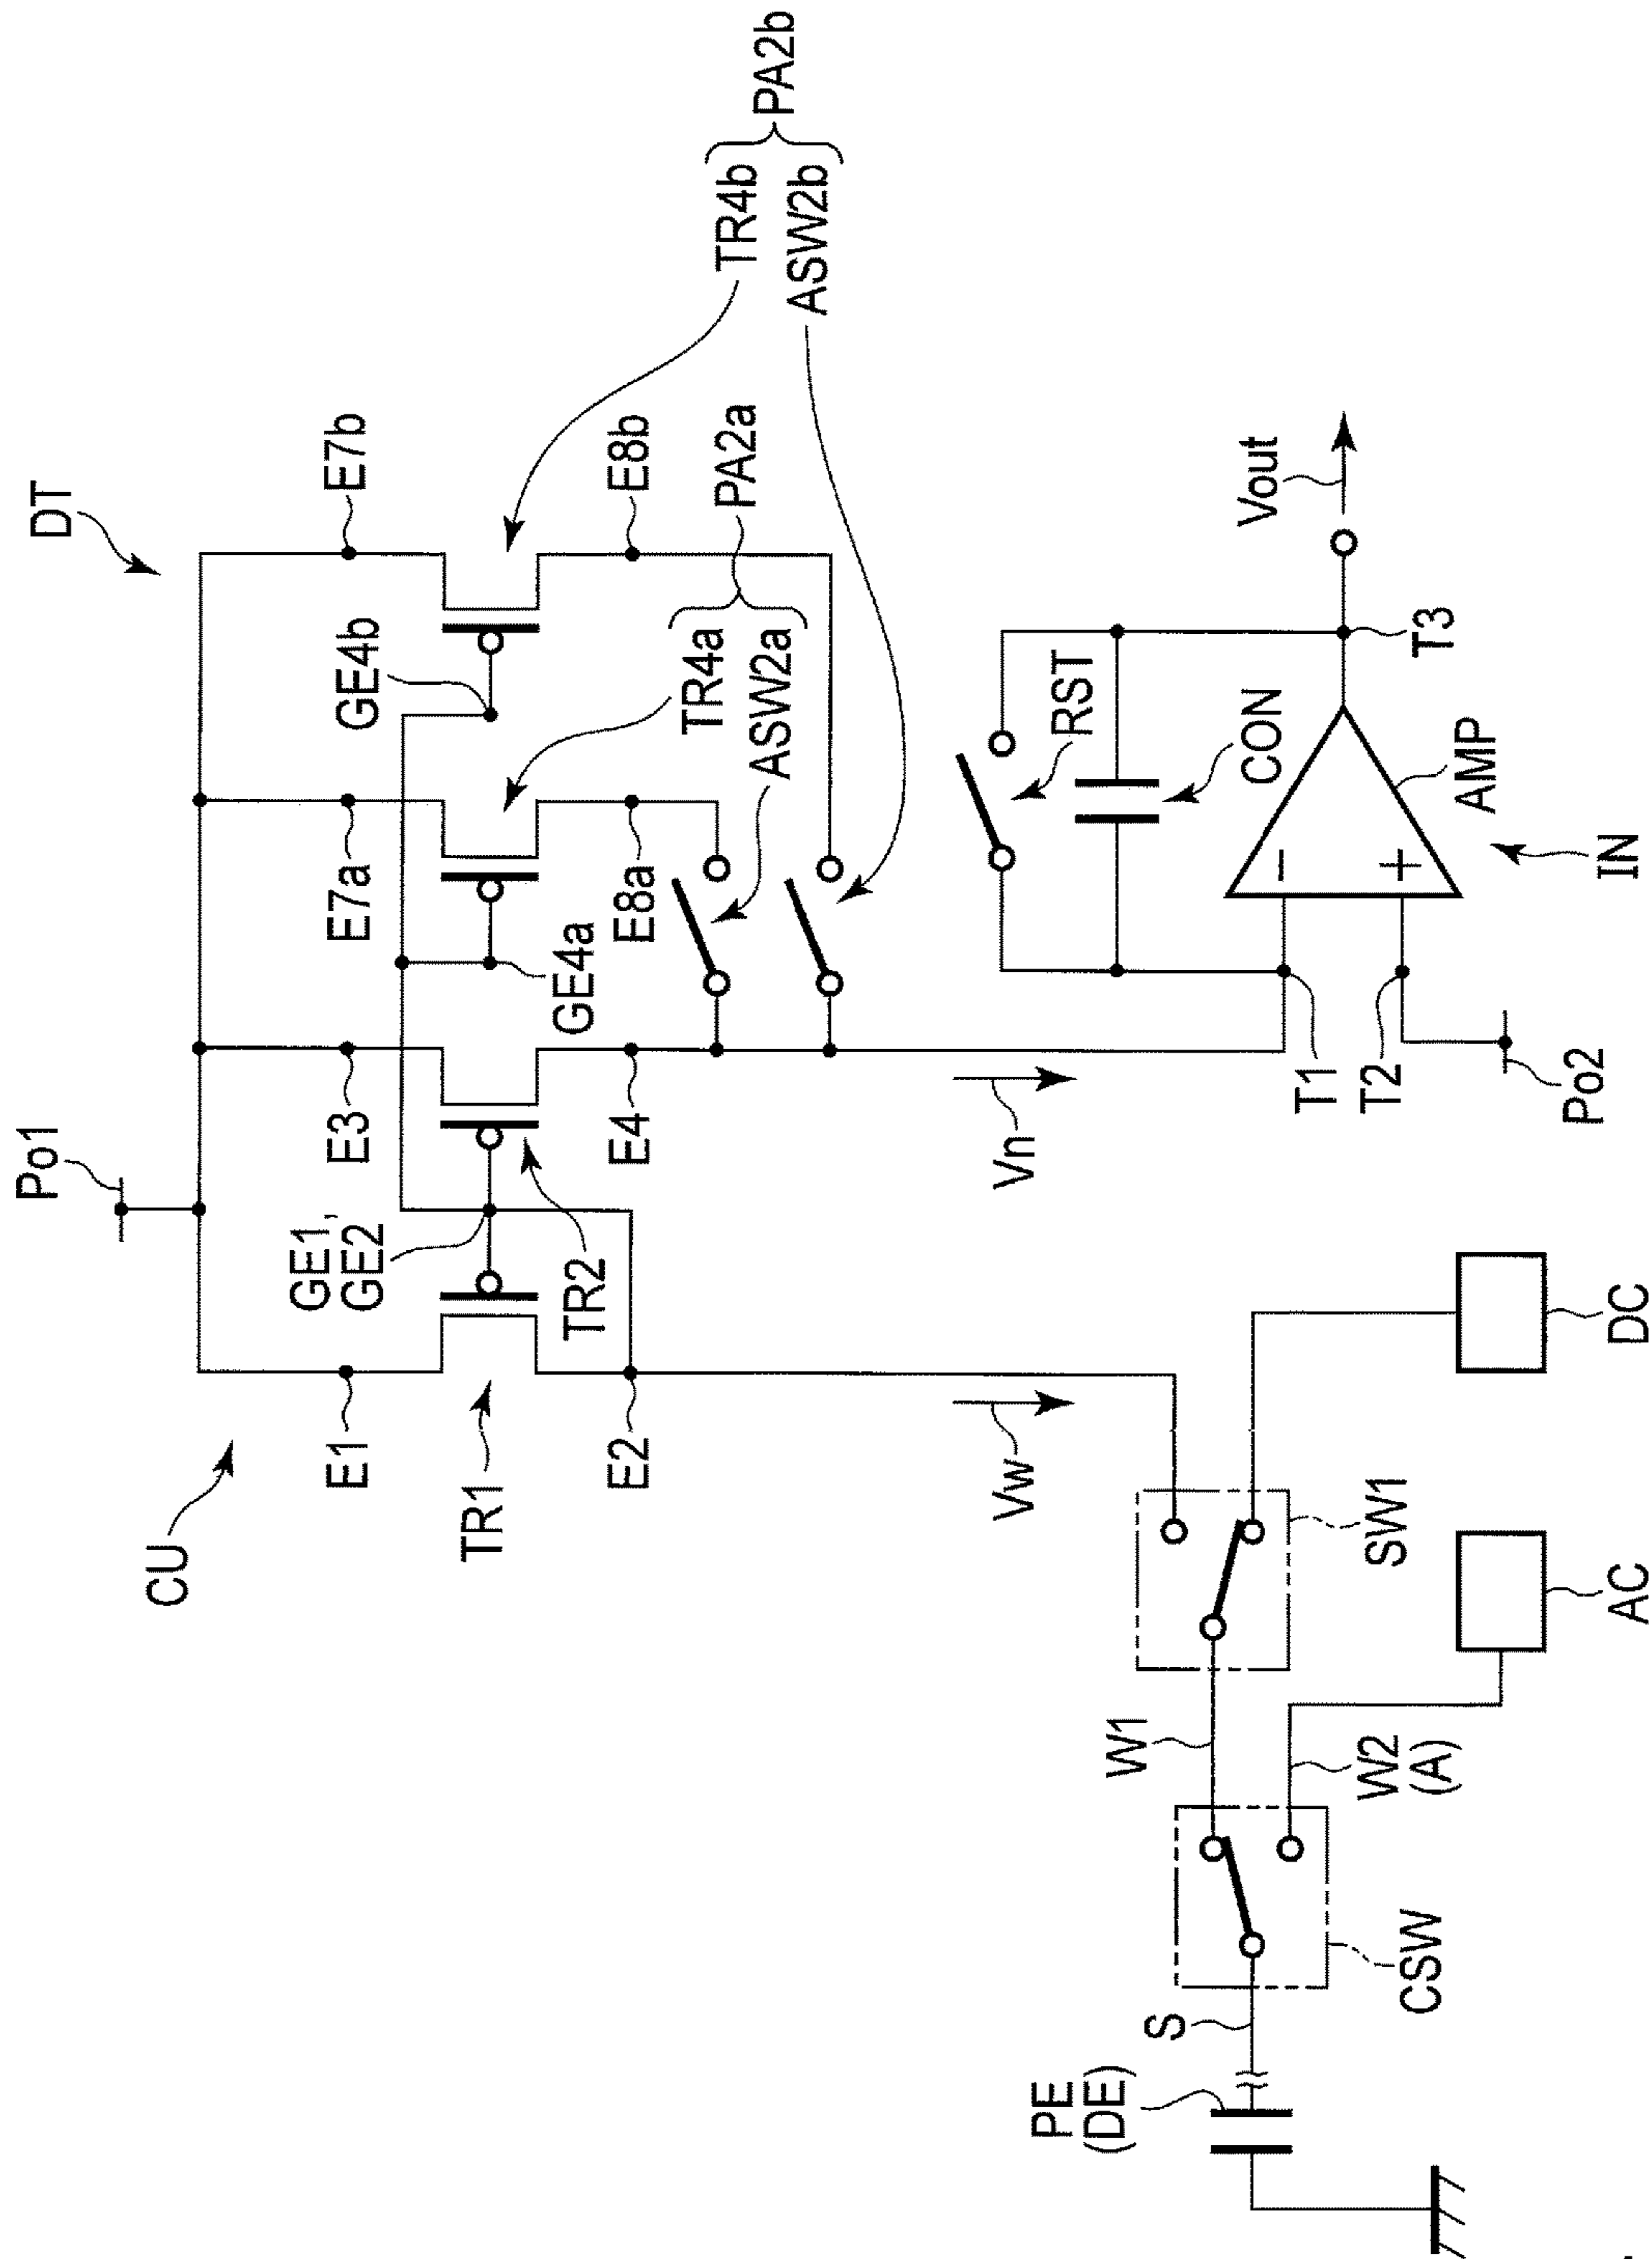 DT
CU
Po1
E1
E3
E7a
E7b
GE1,
GE2
GE4a
GE4b
TR1
TR2
E2
E4
E8a
E8b
TR4a
ASW2a
PA2a
TR4b
ASW2b
PA2b
Vw
Vn
RST
CON
Vout
T1
T2
T3
AMP
IN
Po2
PE
(DE)
S
CSW
W1
W2
(A)
SW1
AC
DC